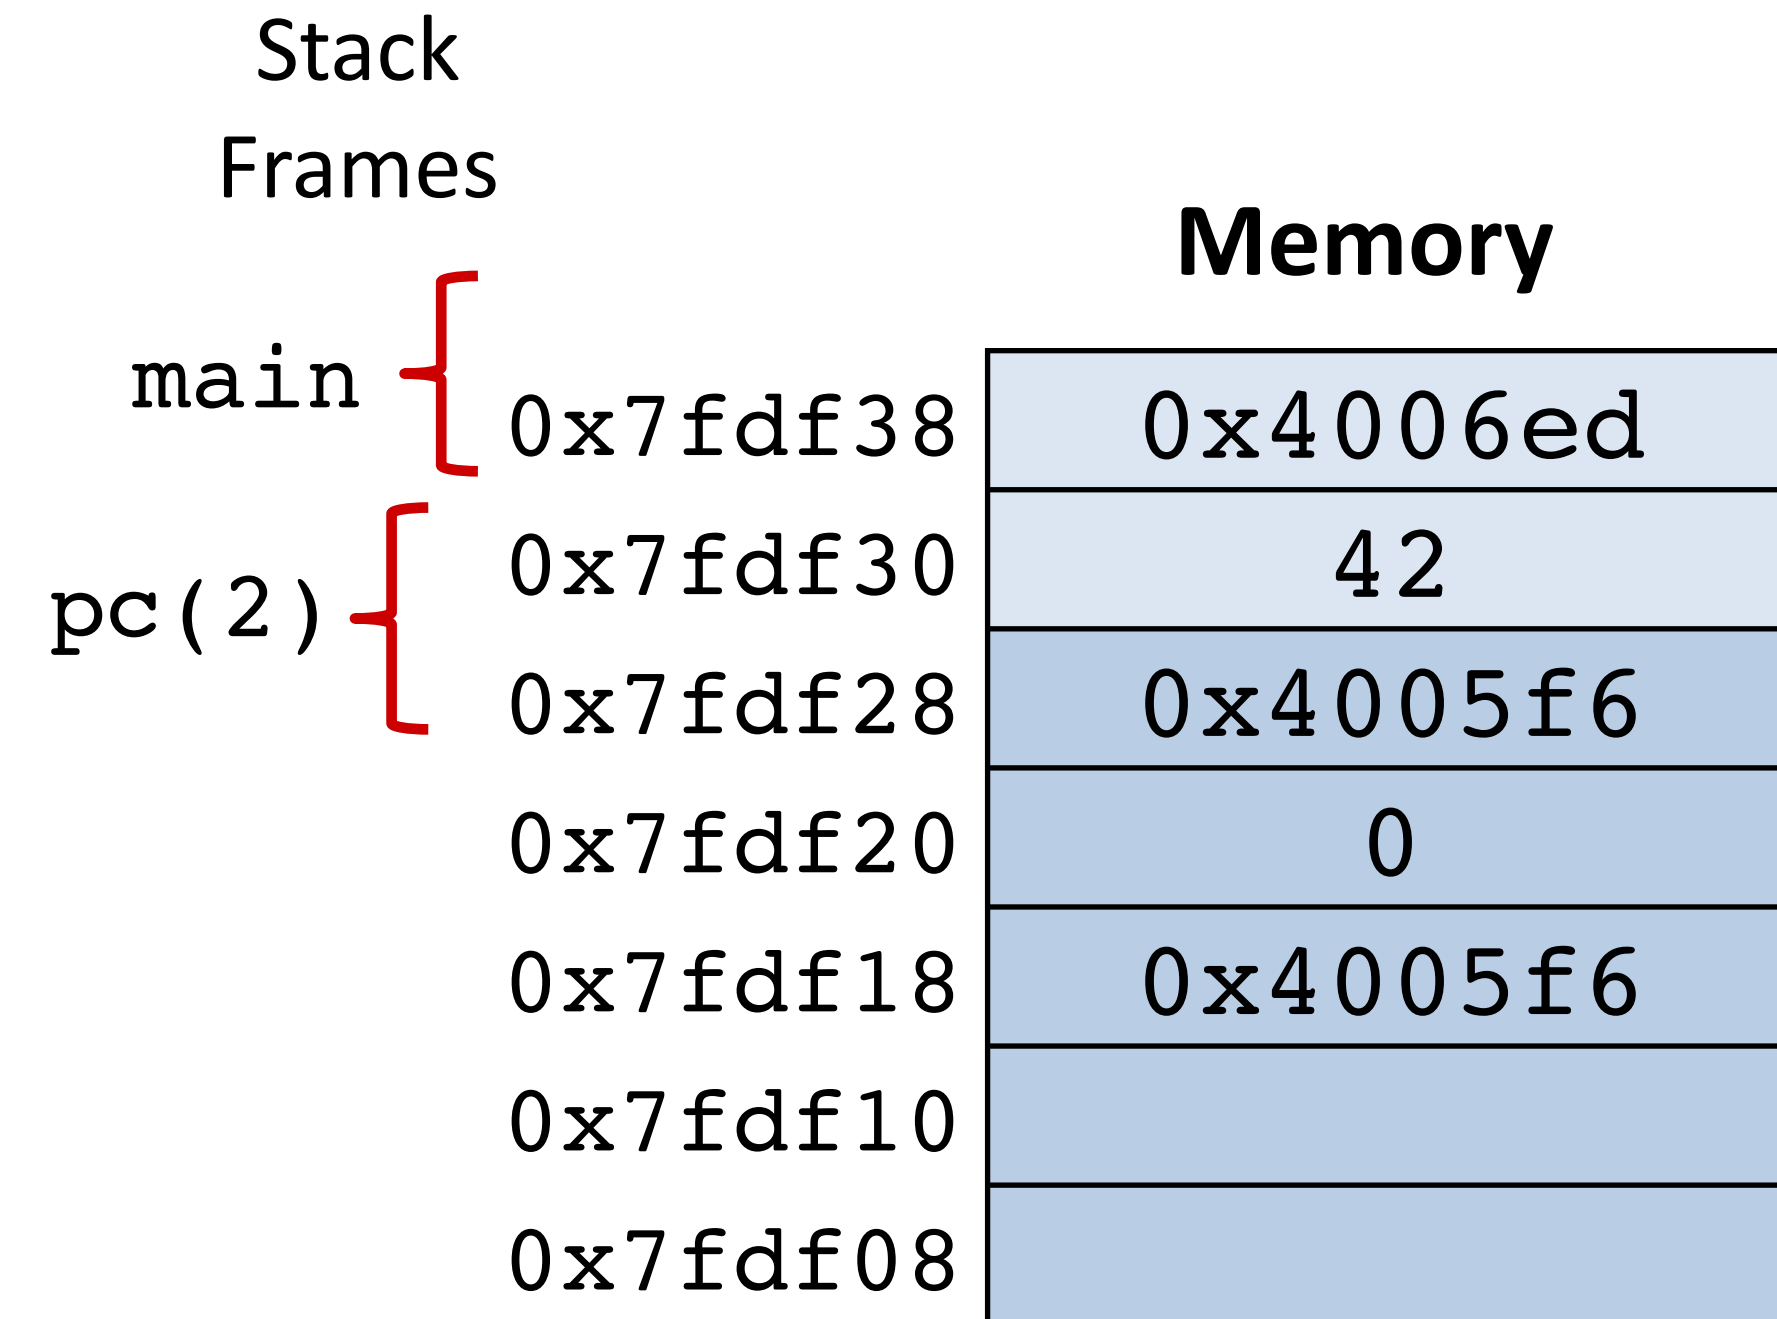 Stack
Frames
Memory
main
0x7fdf38 0x4006ed
0x7fdf30 42
pc(2)
0x7fdf28 0x4005f6
0x7fdf20 0
0x7fdf18 0x4005f6
0x7fdf10
0x7fdf08